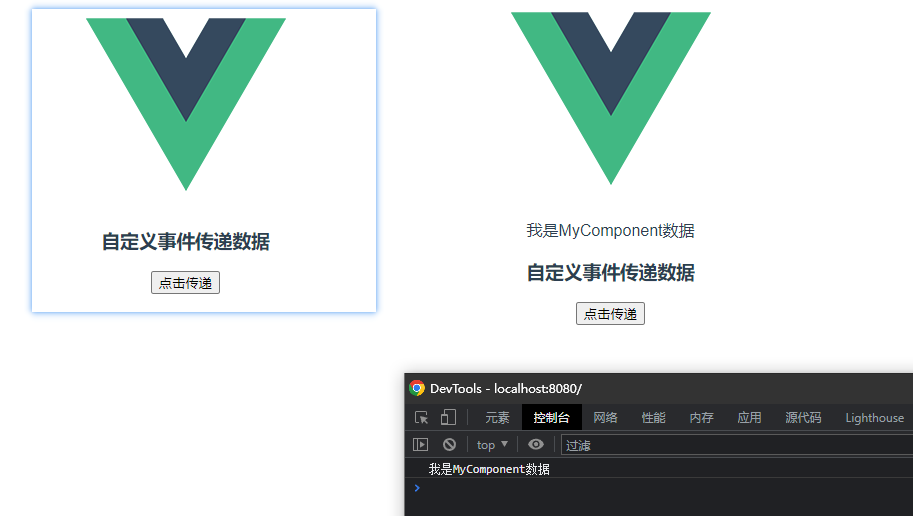 自定义事件传递数据
点击传递
我是MyComponent数据
自定义事件传递数据
点击传递
DevTools - localhost:8080/
元素 控制台 网络 性能 内存 应用 源代码 Lighthouse
top ▼ 过滤
我是MyComponent数据
>